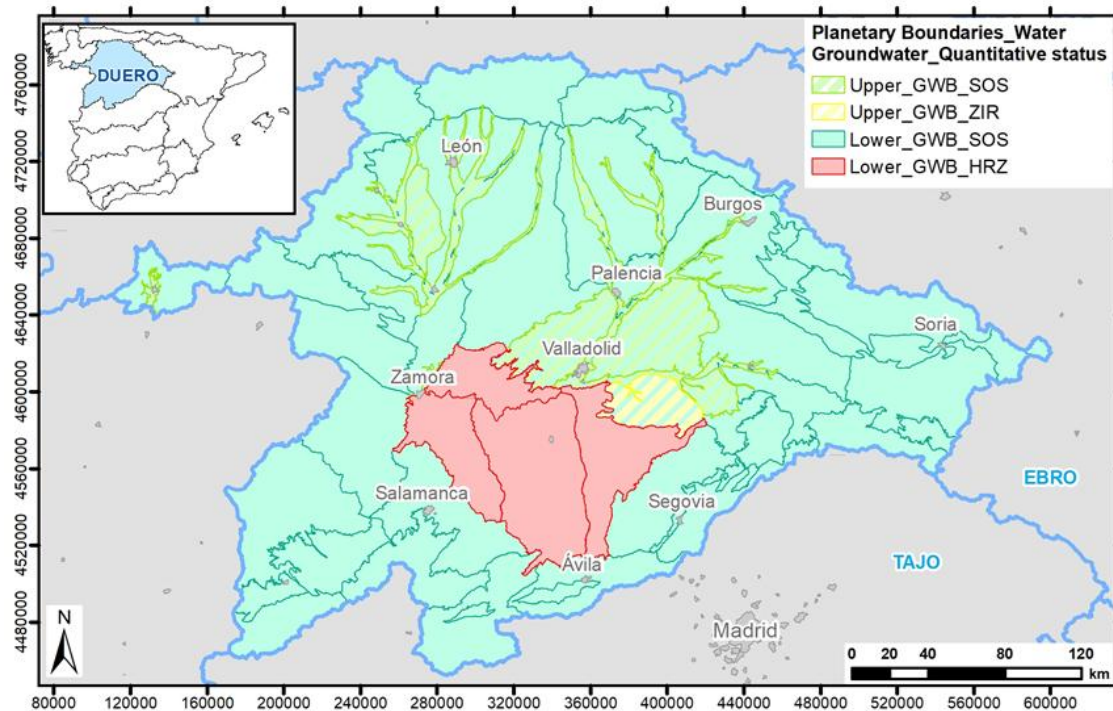 DUERO
Planetary Boundaries_Water
Groundwater_Quantitative status
Upper_GWB_SOS
Upper_GWB_ZIR
Lower_GWB_SOS
Lower_GWB_HRZ
4760000
4720000
4680000
4640000
4600000
4560000
4520000
4480000
León
Burgos
Palencia
Soria
Valladolid
Zamora
Salamanca
Segovia
Ávila
Madrid
EBRO
TAJO
N
0 20 40 80 120
km
80000 120000 160000 200000 240000 280000 320000 360000 400000 440000 480000 520000 560000 600000